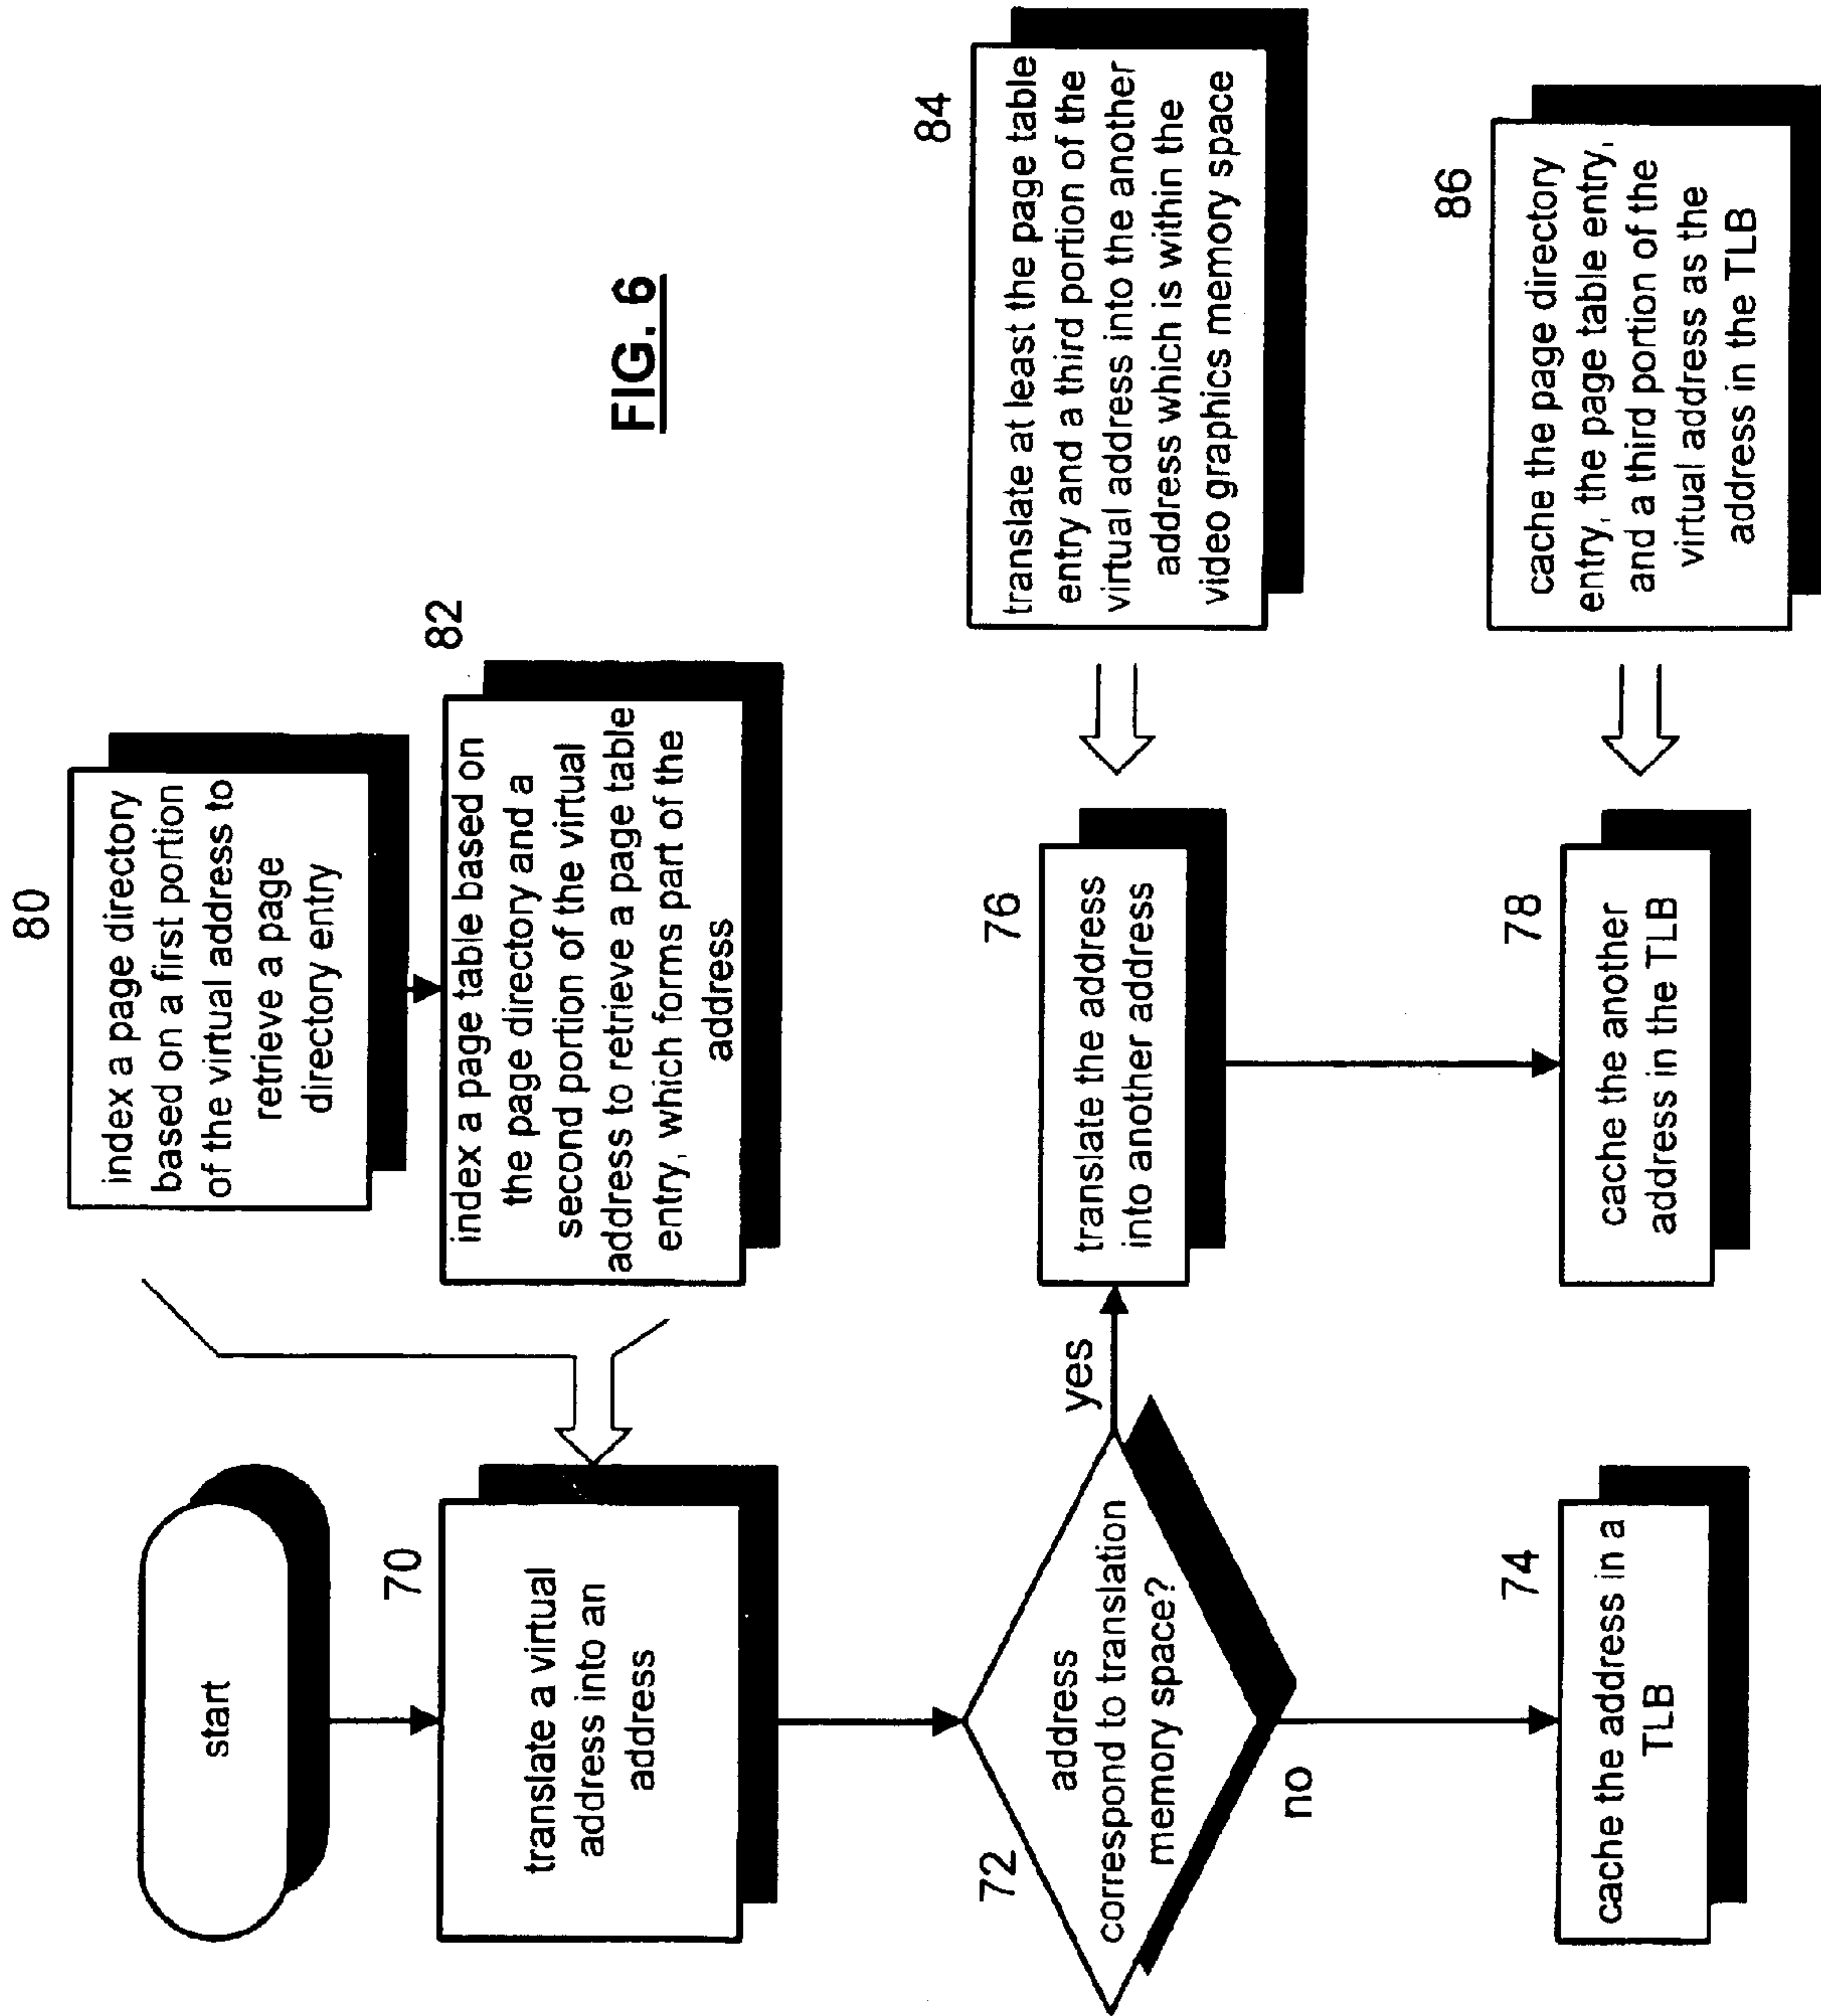 FIG. 6
start
70
translate a virtual
address into an
address
80
index a page directory
based on a first portion
of the virtual address to
retrieve a page
directory entry
82
index a page table based on
the page directory and a
second portion of the virtual
address to retrieve a page table
entry, which forms part of the
address
72
address
correspond to translation
memory space?
yes
no
74
cache the address in a
TLB
76
translate the address
into another address
78
cache the another
address in the TLB
84
translate at least the page table
entry and a third portion of the
virtual address into the another
address which is within the
video graphics memory space
86
cache the page directory
entry, the page table entry,
and a third portion of the
virtual address as the
address in the TLB